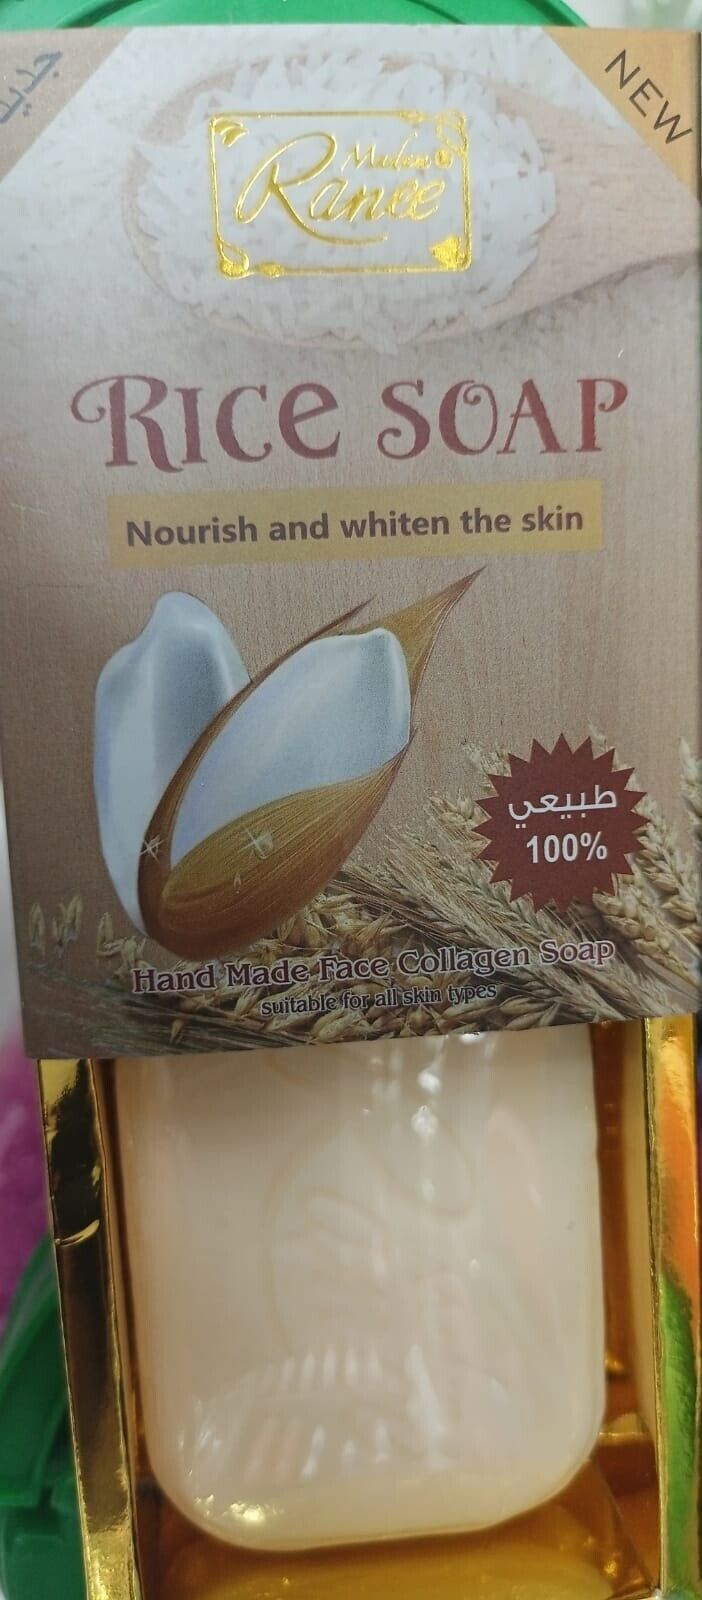 جديد
NEW
Madam
Ranee
RICE SOAP
Nourish and whiten the skin
طبيعي
100%
Hand Made Face Collagen Soap
suitable for all skin types